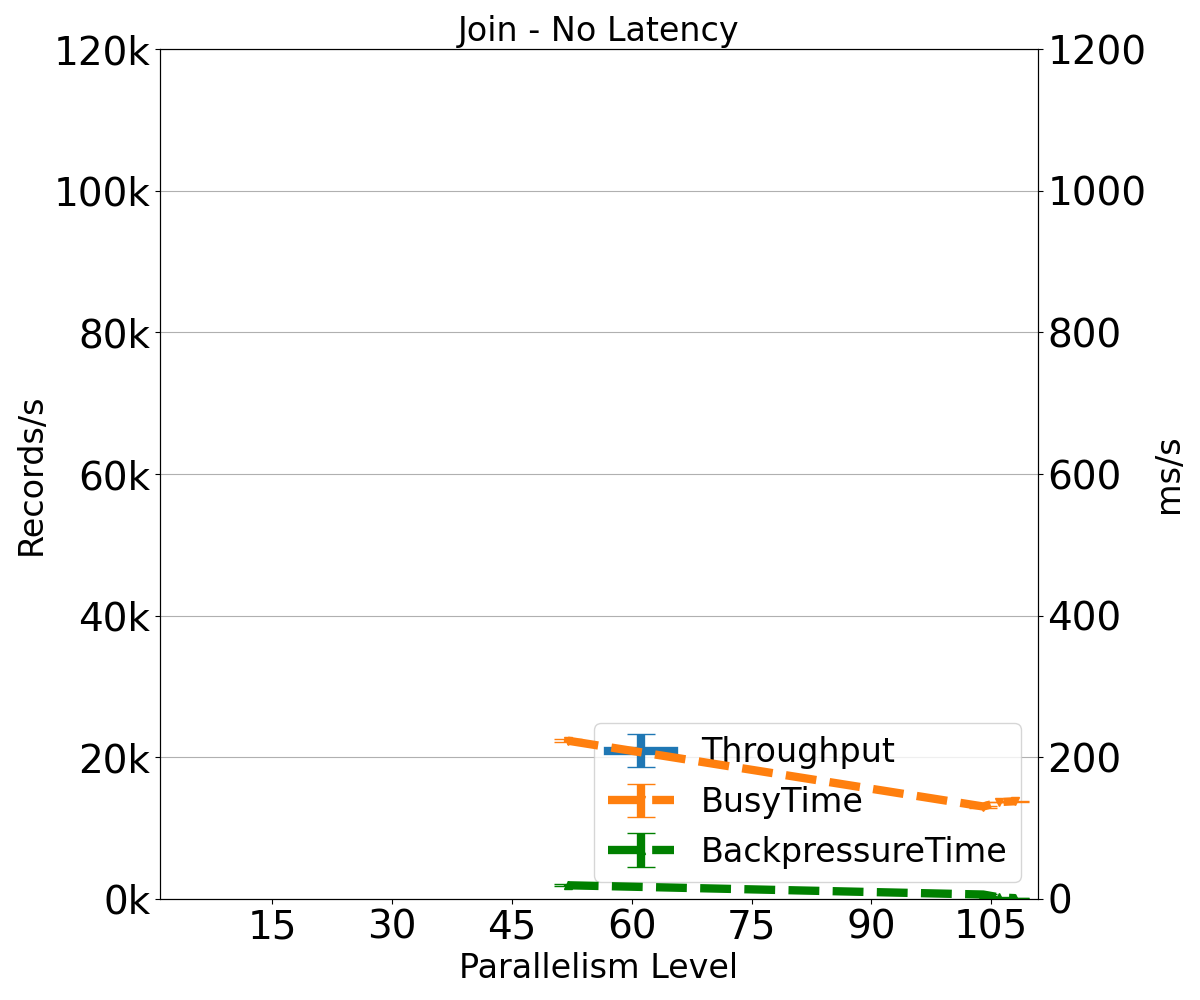 Join - No Latency
120k
100k
80k
60k
40k
20k
0k
Records/s
1200
1000
800
600
400
200
0
ms/s
Throughput
BusyTime
BackpressureTime
15 30 45 60 75 90 105
Parallelism Level